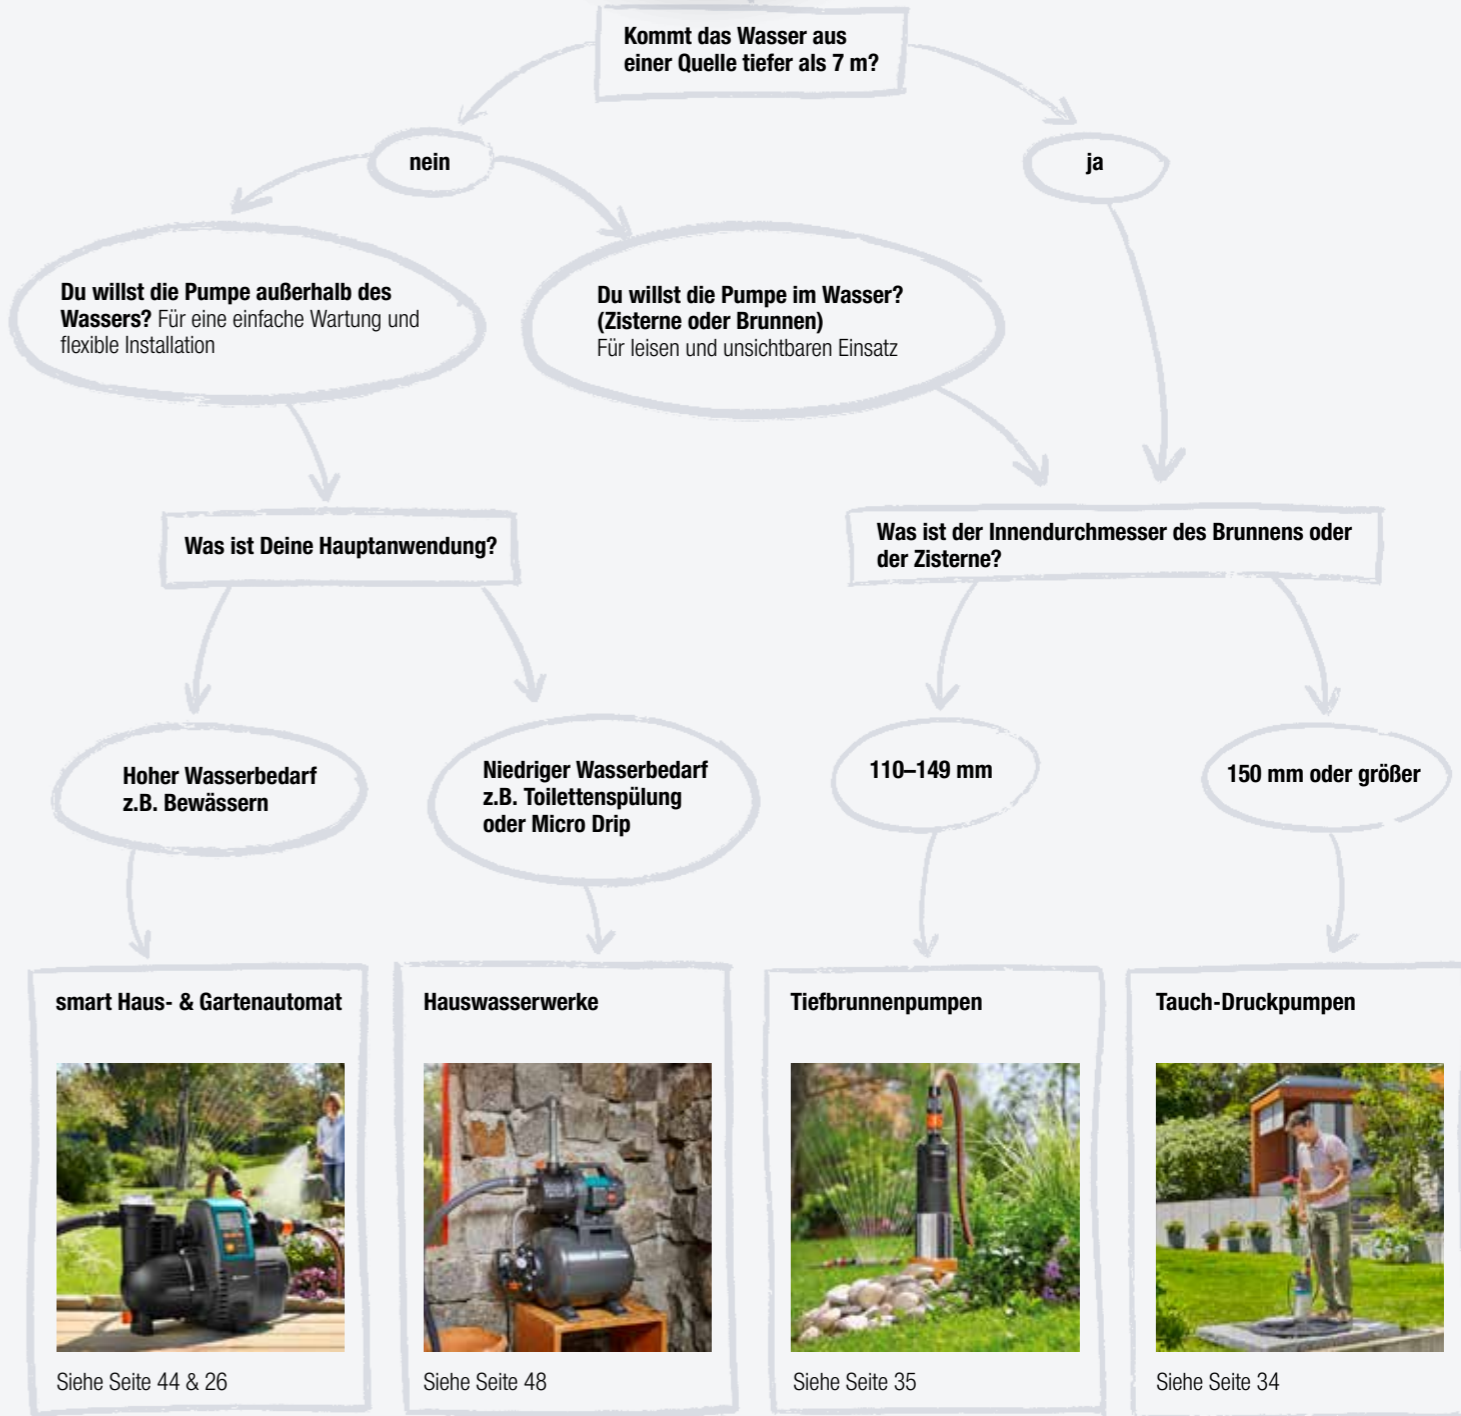 Kommt das Wasser aus
einer Quelle tiefer als 7 m?
nein
ja
Du willst die Pumpe außerhalb des
Wassers? Für eine einfache Wartung und
flexible Installation
Du willst die Pumpe im Wasser?
(Zisterne oder Brunnen)
Für leisen und unsichtbaren Einsatz
Was ist Deine Hauptanwendung?
Was ist der Innendurchmesser des Brunnens oder
der Zisterne?
Hoher Wasserbedarf
z.B. Bewässern
Niedriger Wasserbedarf
z.B. Toilettenspülung
oder Micro Drip
110–149 mm
150 mm oder größer
smart Haus- & Gartenautomat
Hauswasserwerke
Tiefbrunnenpumpen
Tauch-Druckpumpen
Siehe Seite 44 & 26
Siehe Seite 48
Siehe Seite 35
Siehe Seite 34